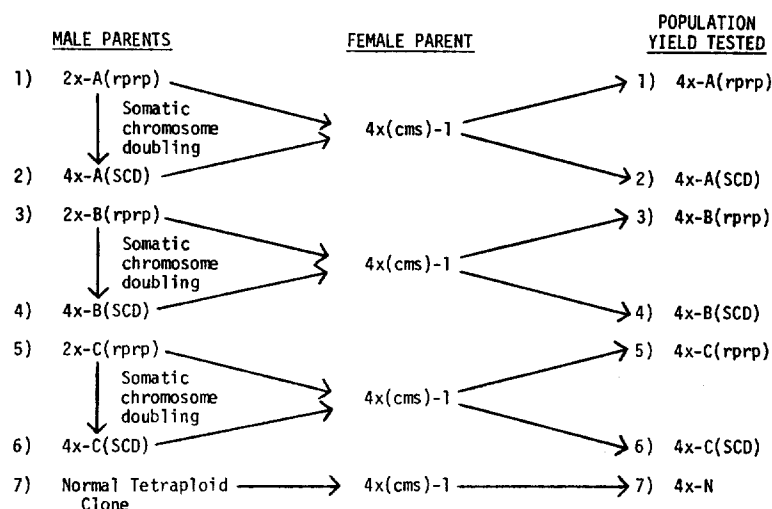 MALE PARENTS FEMALE PARENT POPULATION
YIELD TESTED
1) 2x-A(rprp) 1) 4x-A(rprp)
Somatic
chromosome
doubling
4x(cms)-1
2) 4x-A(SCD) 2) 4x-A(SCD)
3) 2x-B(rprp) 3) 4x-B(rprp)
Somatic
chromosome
doubling
4x(cms)-1
4) 4x-B(SCD) 4) 4x-B(SCD)
5) 2x-C(rprp) 5) 4x-C(rprp)
Somatic
chromosome
doubling
4x(cms)-1
6) 4x-C(SCD) 6) 4x-C(SCD)
7) Normal Tetraploid 4x(cms)-1 7) 4x-N
Clone